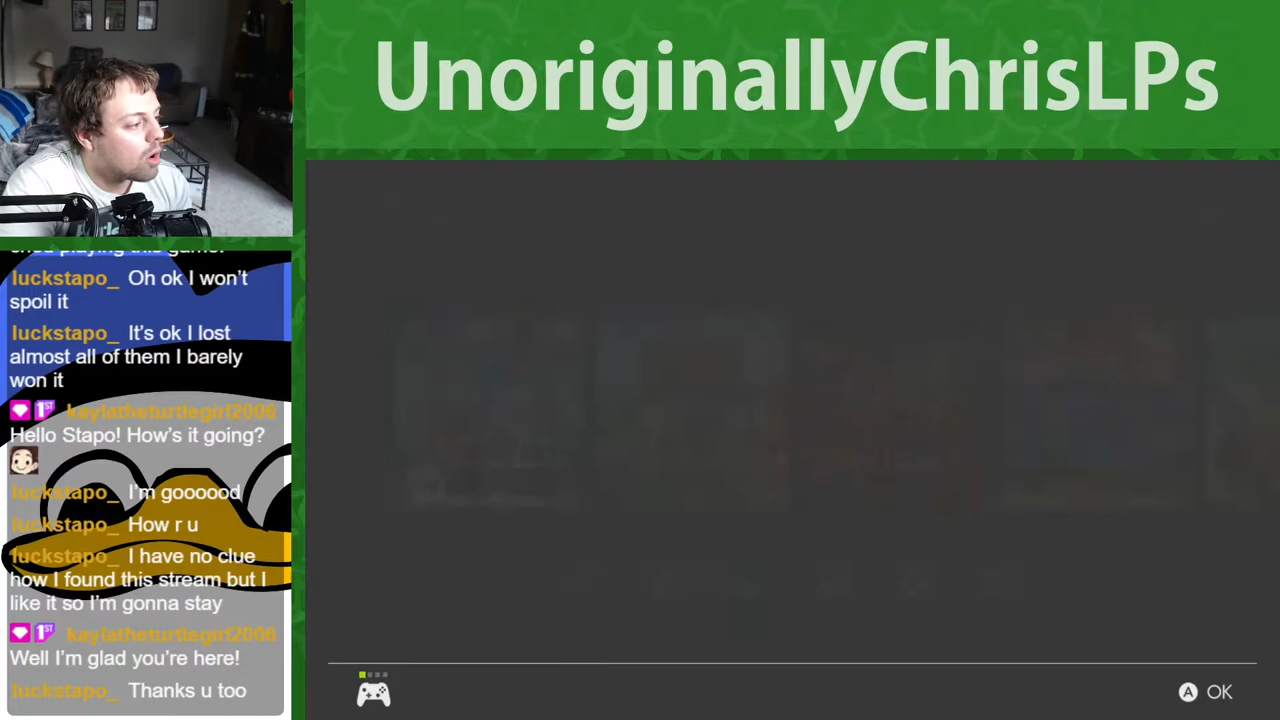 UnoriginallyChrisLPs
luckstapo_ Oh ok I won't
spoil it
luckstapo_ It's ok I lost
almost all of them I barely
won it
1ST kaylatheturtlegirl2006
Hello Stapo! How's it going?
luckstapo_ I'm goooood
luckstapo_ How r u
luckstapo_ I have no clue
how I found this stream but I
like it so I'm gonna stay
1ST kaylatheturtlegirl2006
Well I'm glad you're here!
luckstapo_ Thanks u too
A OK